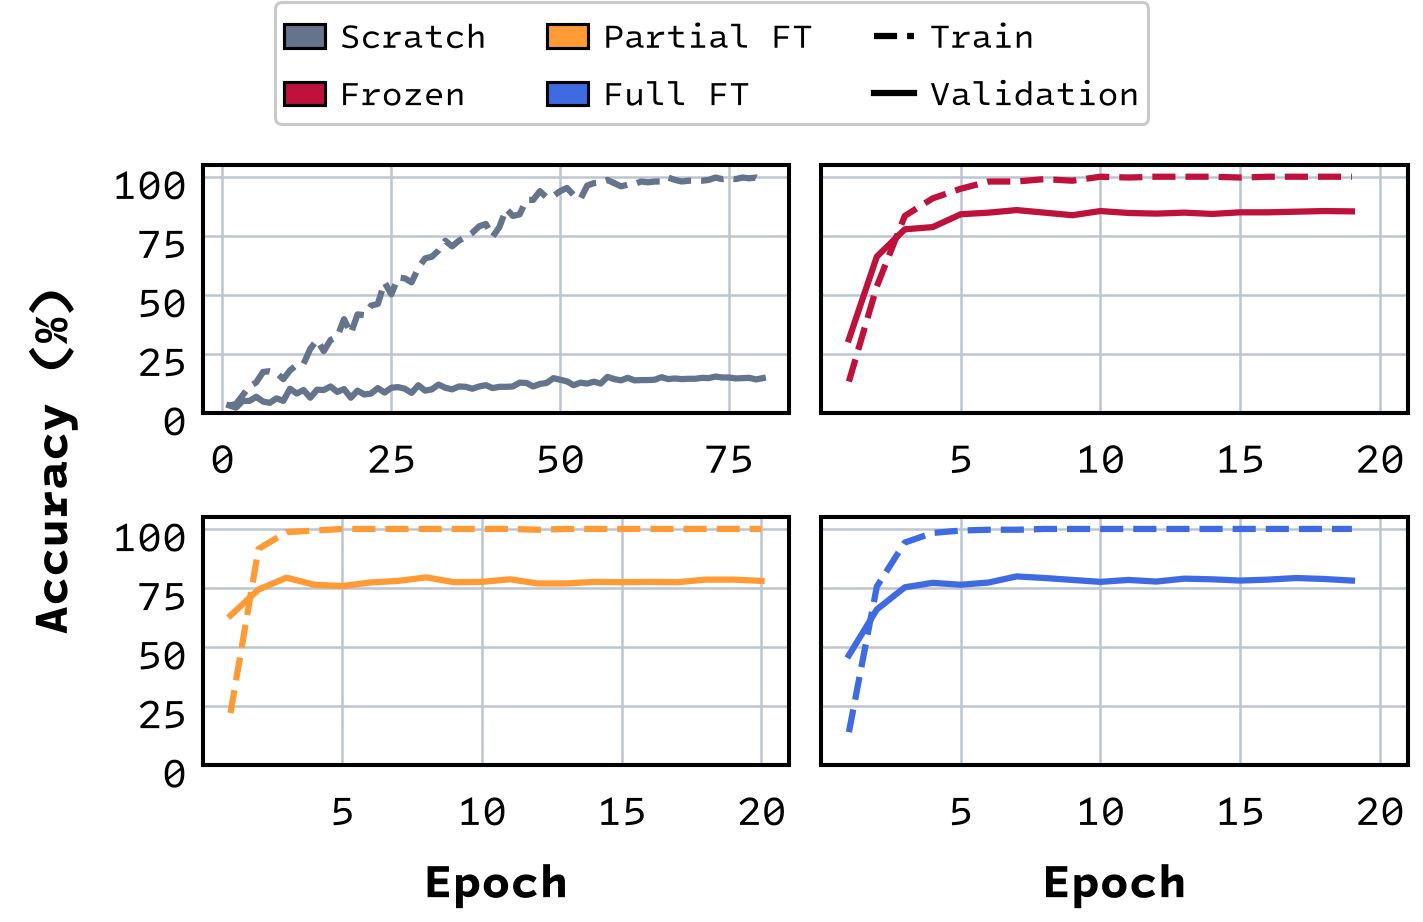 Scratch Partial FT Train
Frozen Full FT Validation
Accuracy (%)
100
75
50
25
0
0 25 50 75
5 10 15 20
100
75
50
25
0
5 10 15 20
5 10 15 20
Epoch Epoch